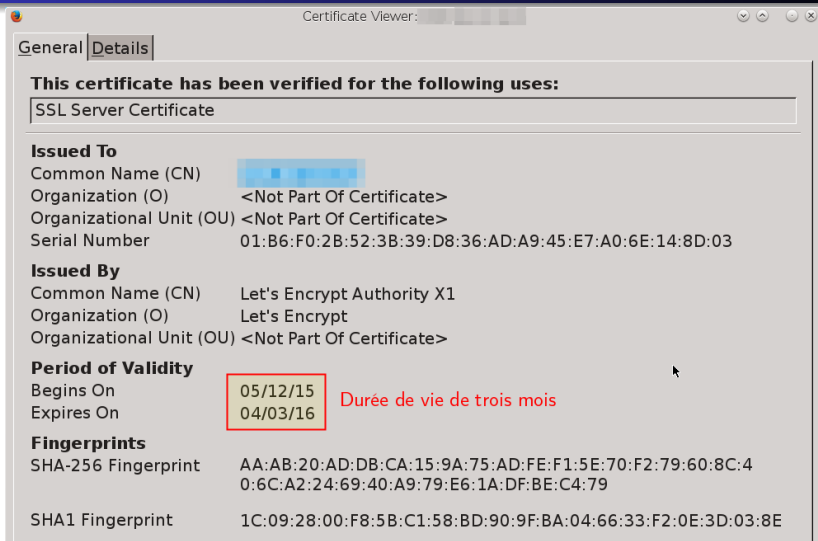 Certificate Viewer:
General Details
This certificate has been verified for the following uses:
SSL Server Certificate
Issued To
Common Name (CN)
Organization (O) <Not Part Of Certificate>
Organizational Unit (OU) <Not Part Of Certificate>
Serial Number 01:B6:F0:2B:52:3B:39:D8:36:AD:A9:45:E7:A0:6E:14:8D:03
Issued By
Common Name (CN) Let's Encrypt Authority X1
Organization (O) Let's Encrypt
Organizational Unit (OU) <Not Part Of Certificate>
Period of Validity
Begins On 05/12/15
Expires On 04/03/16
Durée de vie de trois mois
Fingerprints
SHA-256 Fingerprint AA:AB:20:AD:DB:CA:15:9A:75:AD:FE:F1:5E:70:F2:79:60:8C:4
0:6C:A2:24:69:40:A9:79:E6:1A:DF:BE:C4:79
SHA1 Fingerprint 1C:09:28:00:F8:5B:C1:58:BD:90:9F:BA:04:66:33:F2:0E:3D:03:8E